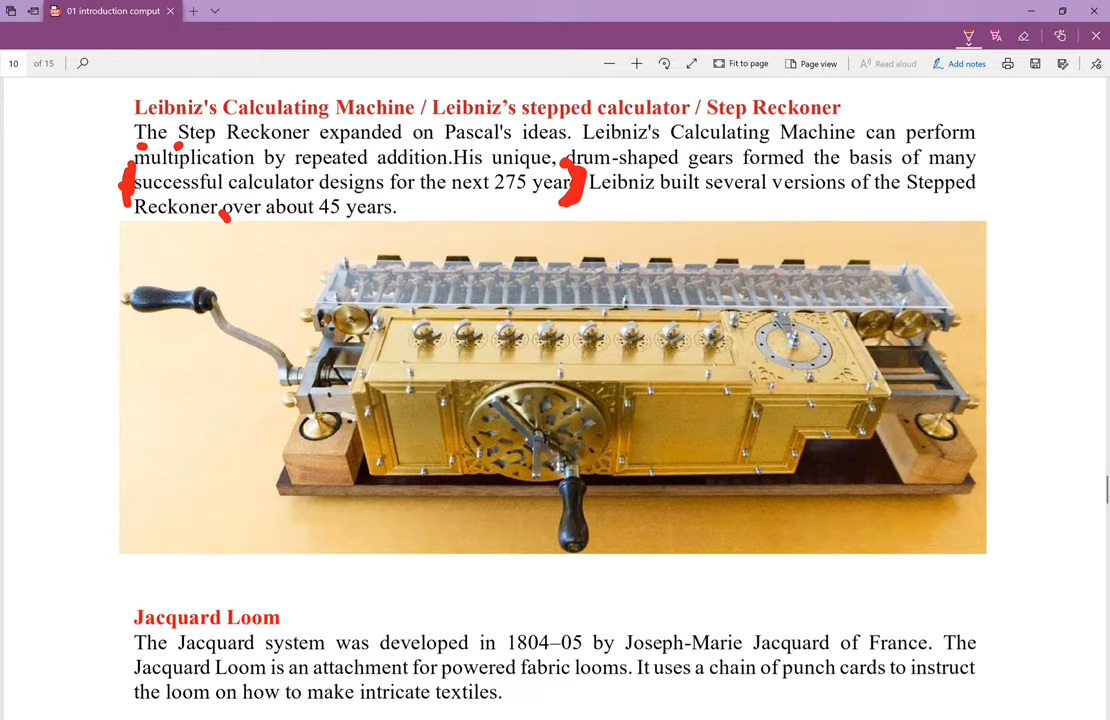 01 introduction comput
10 of 15
Fit to page
Page view
Read aloud
Add notes
Leibniz's Calculating Machine / Leibniz’s stepped calculator / Step Reckoner
The Step Reckoner expanded on Pascal's ideas. Leibniz's Calculating Machine can perform
multiplication by repeated addition.His unique, drum-shaped gears formed the basis of many
successful calculator designs for the next 275 years Leibniz built several versions of the Stepped
Reckoner over about 45 years.
Jacquard Loom
The Jacquard system was developed in 1804–05 by Joseph-Marie Jacquard of France. The
Jacquard Loom is an attachment for powered fabric looms. It uses a chain of punch cards to instruct
the loom on how to make intricate textiles.